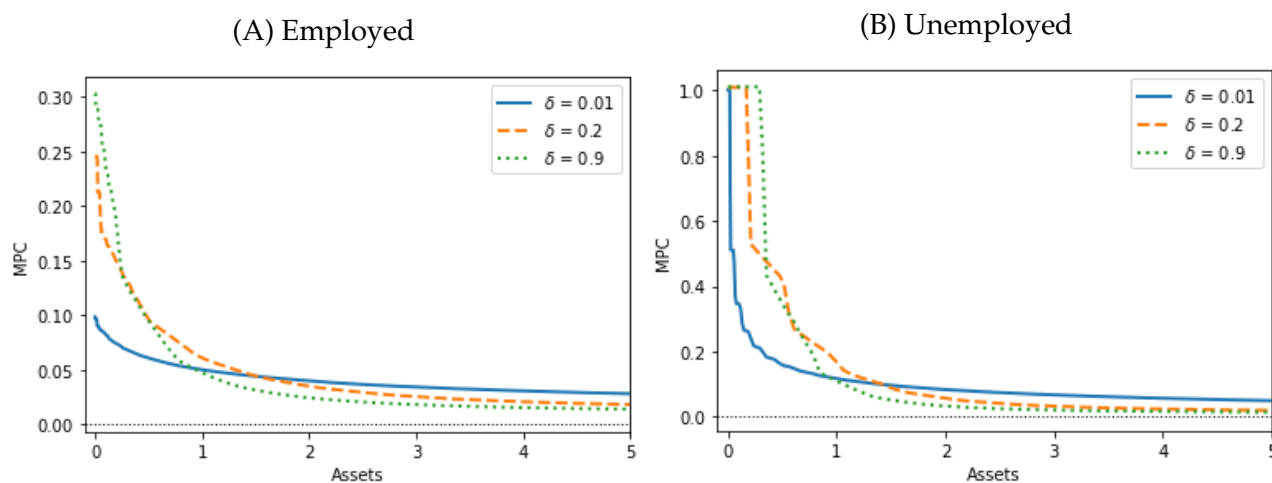 (A) Employed
0.30
0.25
0.20
0.15
0.10
0.05
0.00
MPC
0 1 2 3 4 5
Assets
δ = 0.01
δ = 0.2
δ = 0.9
(B) Unemployed
1.0
0.8
0.6
0.4
0.2
0.0
MPC
0 1 2 3 4 5
Assets
δ = 0.01
δ = 0.2
δ = 0.9